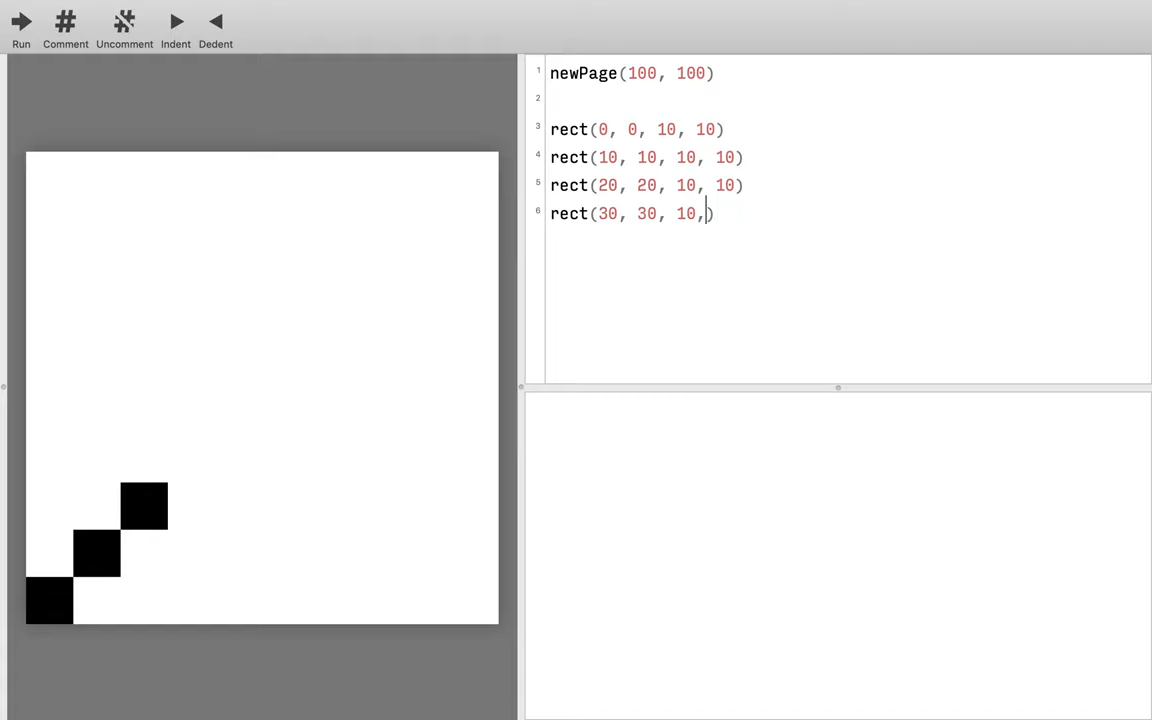 Run Comment Uncomment Indent Dedent
1 newPage(100, 100)
2
3 rect(0, 0, 10, 10)
4 rect(10, 10, 10, 10)
5 rect(20, 20, 10, 10)
6 rect(30, 30, 10,)